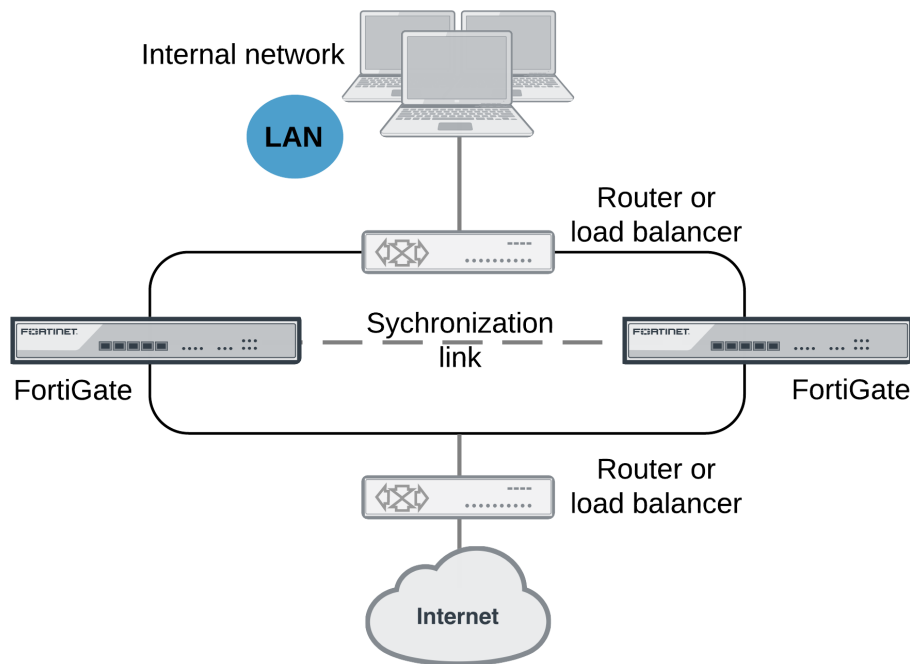 Internal network
LAN
Router or
load balancer
FORTINET
FORTINET
Sychronization
link
FortiGate
FortiGate
Router or
load balancer
Internet